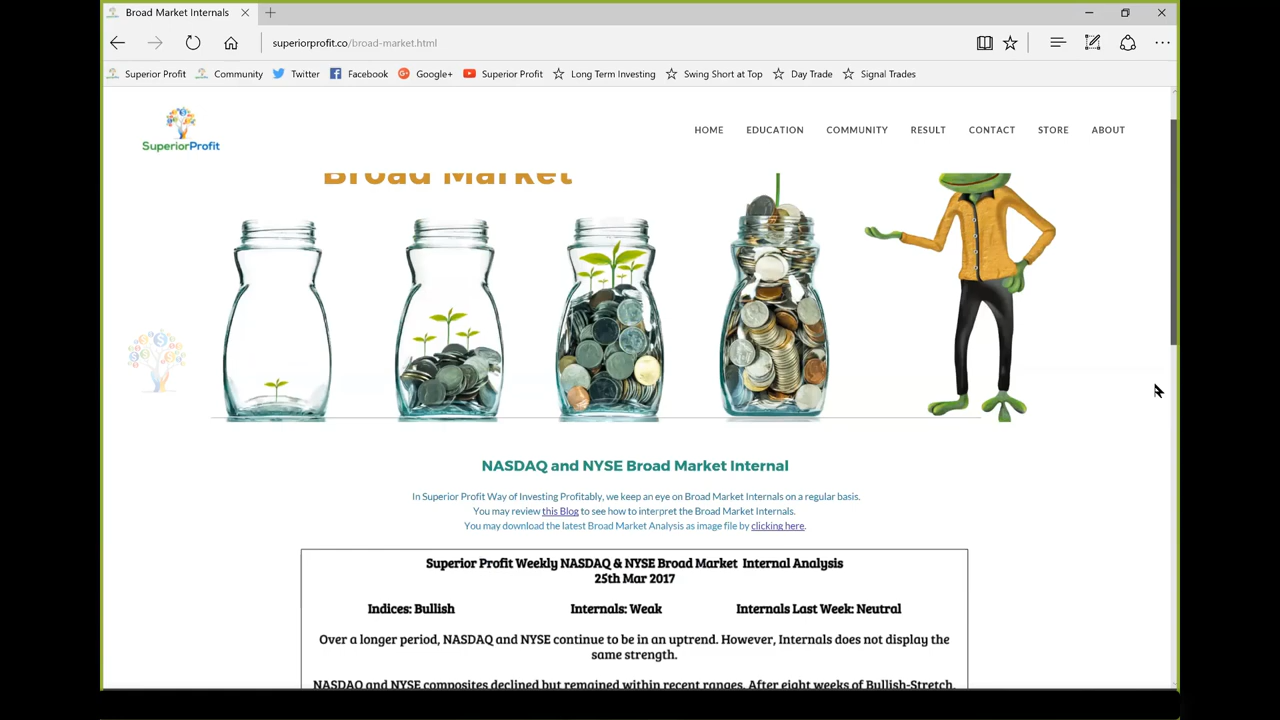 Broad Market Internals
superiorprofit.co/broad-market.html
Superior Profit Community Twitter Facebook Google+ Superior Profit Long Term Investing Swing Short at Top Day Trade Signal Trades
SuperiorProfit
HOME EDUCATION COMMUNITY RESULT CONTACT STORE ABOUT
Broad Market
NASDAQ and NYSE Broad Market Internal
In Superior Profit Way of Investing Profitably, we keep an eye on Broad Market Internals on a regular basis.
You may review this Blog to see how to interpret the Broad Market Internals.
You may download the latest Broad Market Analysis as image file by clicking here.
Superior Profit Weekly NASDAQ & NYSE Broad Market Internal Analysis
25th Mar 2017
Indices: Bullish Internals: Weak Internals Last Week: Neutral
Over a longer period, NASDAQ and NYSE continue to be in an uptrend. However, Internals does not display the
same strength.
NASDAQ and NYSE composites declined but remained within recent ranges. After eight weeks of Bullish-Stretch,